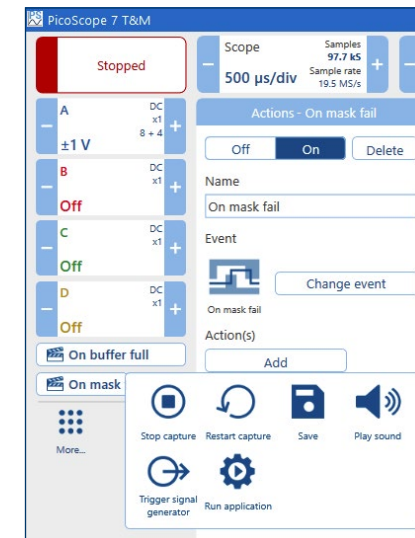 PicoScope 7 T&M
Stopped
Scope
500 µs/div
Samples
97.7 kS
Sample rate
19.5 MS/s
A
DC
x1
8 + 4
±1 V
B
DC
x1
Off
C
DC
x1
Off
D
DC
x1
Off
On buffer full
On mask
More...
Actions - On mask fail
Off
On
Delete
Name
On mask fail
Event
On mask fail
Change event
Action(s)
Add
Stop capture
Restart capture
Save
Play sound
Trigger signal
generator
Run application